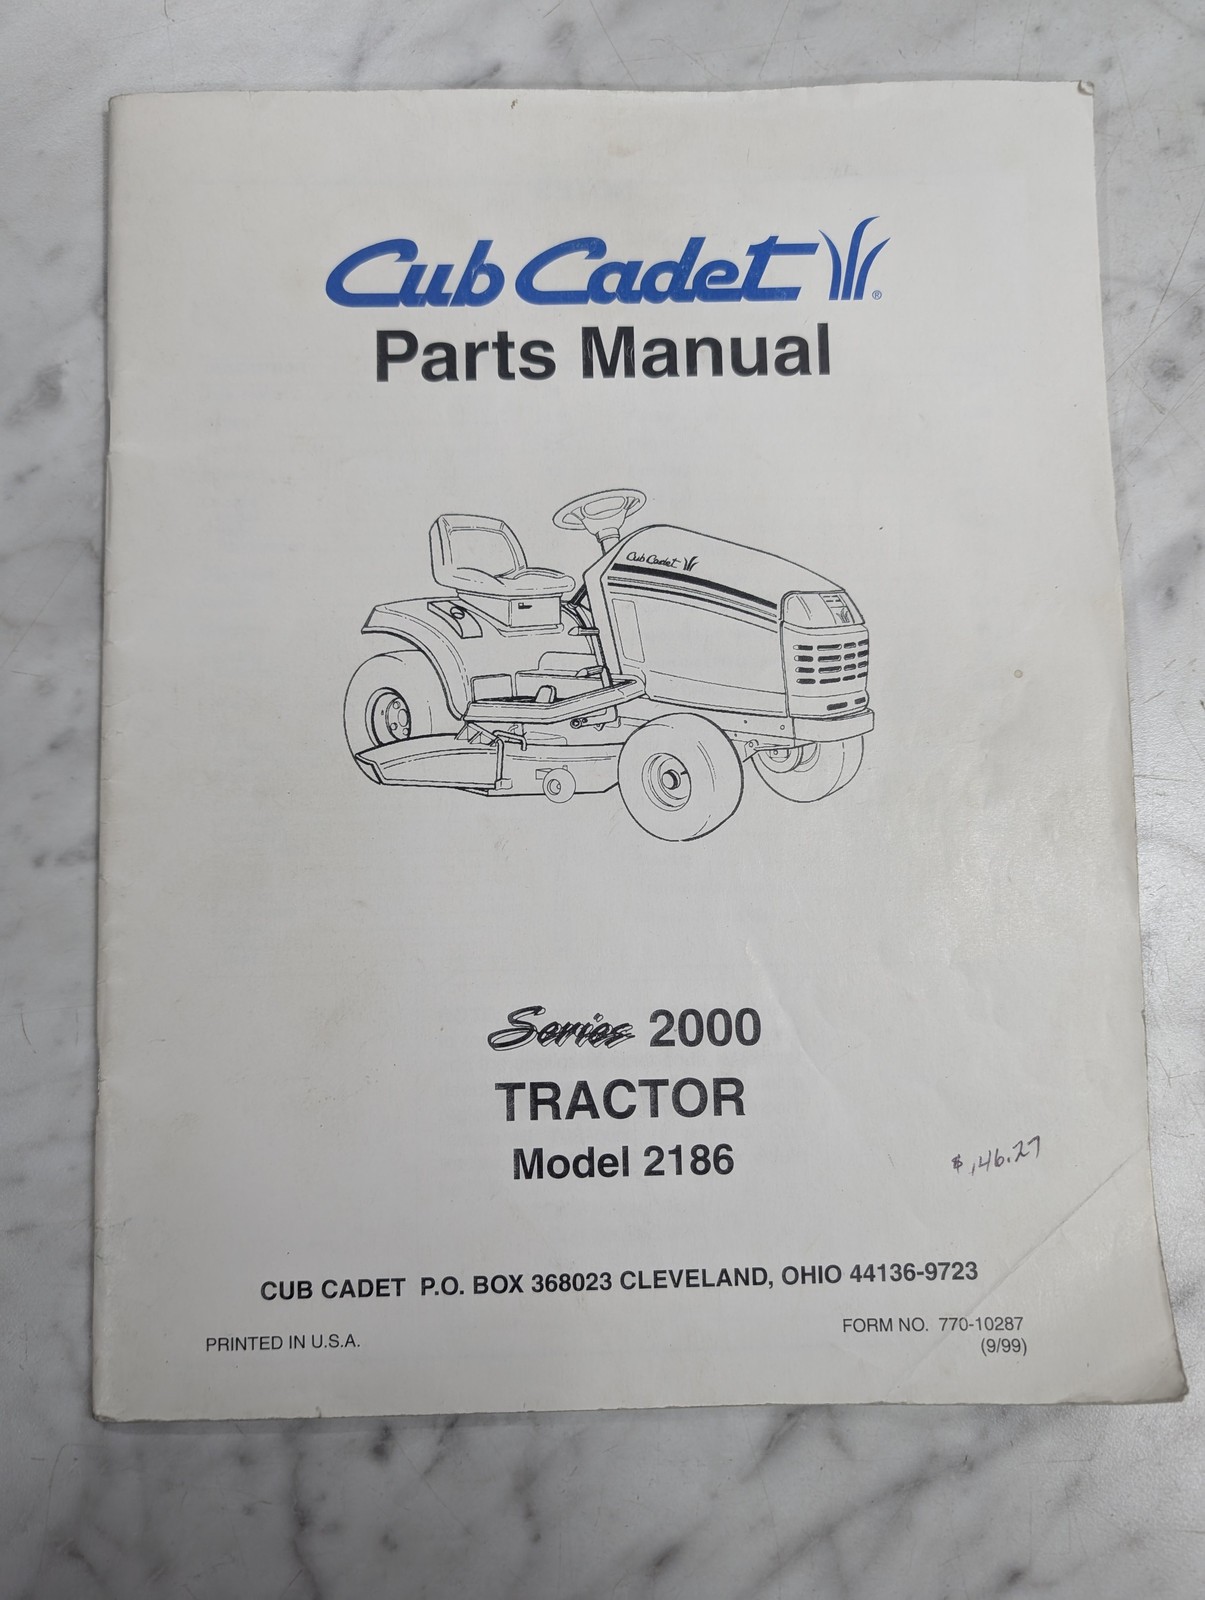 Cub Cadet ®
Parts Manual
Cub Cadet
Series 2000
TRACTOR
Model 2186
$,146.27
CUB CADET P.O. BOX 368023 CLEVELAND, OHIO 44136-9723
PRINTED IN U.S.A.
FORM NO. 770-10287
(9/99)